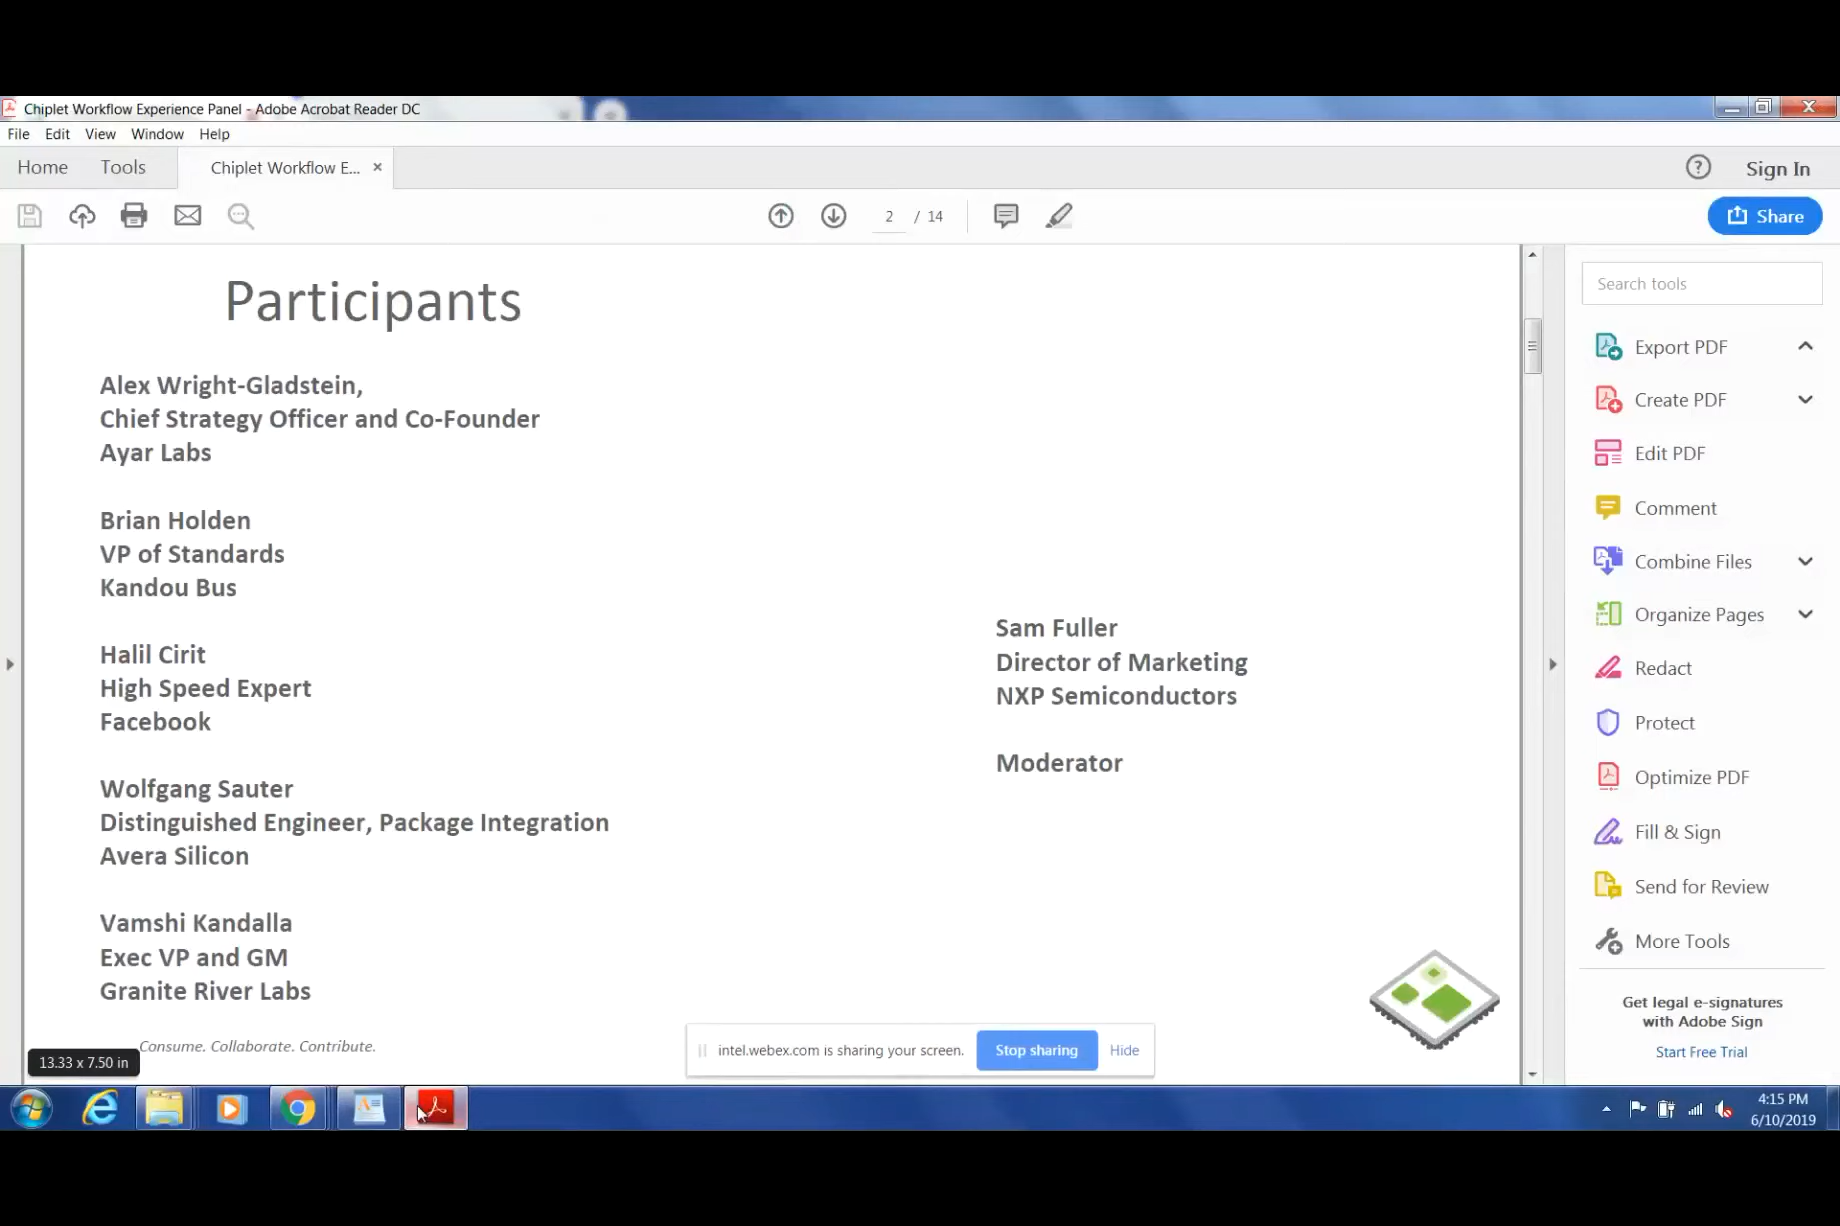 Chiplet Workflow Experience Panel - Adobe Acrobat Reader DC
File Edit View Window Help
Home Tools Chiplet Workflow E... ×
Sign In
2 / 14
Share
Participants
Alex Wright-Gladstein,
Chief Strategy Officer and Co-Founder
Ayar Labs
Brian Holden
VP of Standards
Kandou Bus
Halil Cirit
High Speed Expert
Facebook
Wolfgang Sauter
Distinguished Engineer, Package Integration
Avera Silicon
Vamshi Kandalla
Exec VP and GM
Granite River Labs
Sam Fuller
Director of Marketing
NXP Semiconductors
Moderator
Consume. Collaborate. Contribute.
13.33 x 7.50 in
intel.webex.com is sharing your screen. Stop sharing Hide
Search tools
Export PDF
Create PDF
Edit PDF
Comment
Combine Files
Organize Pages
Redact
Protect
Optimize PDF
Fill & Sign
Send for Review
More Tools
Get legal e-signatures
with Adobe Sign
Start Free Trial
4:15 PM
6/10/2019